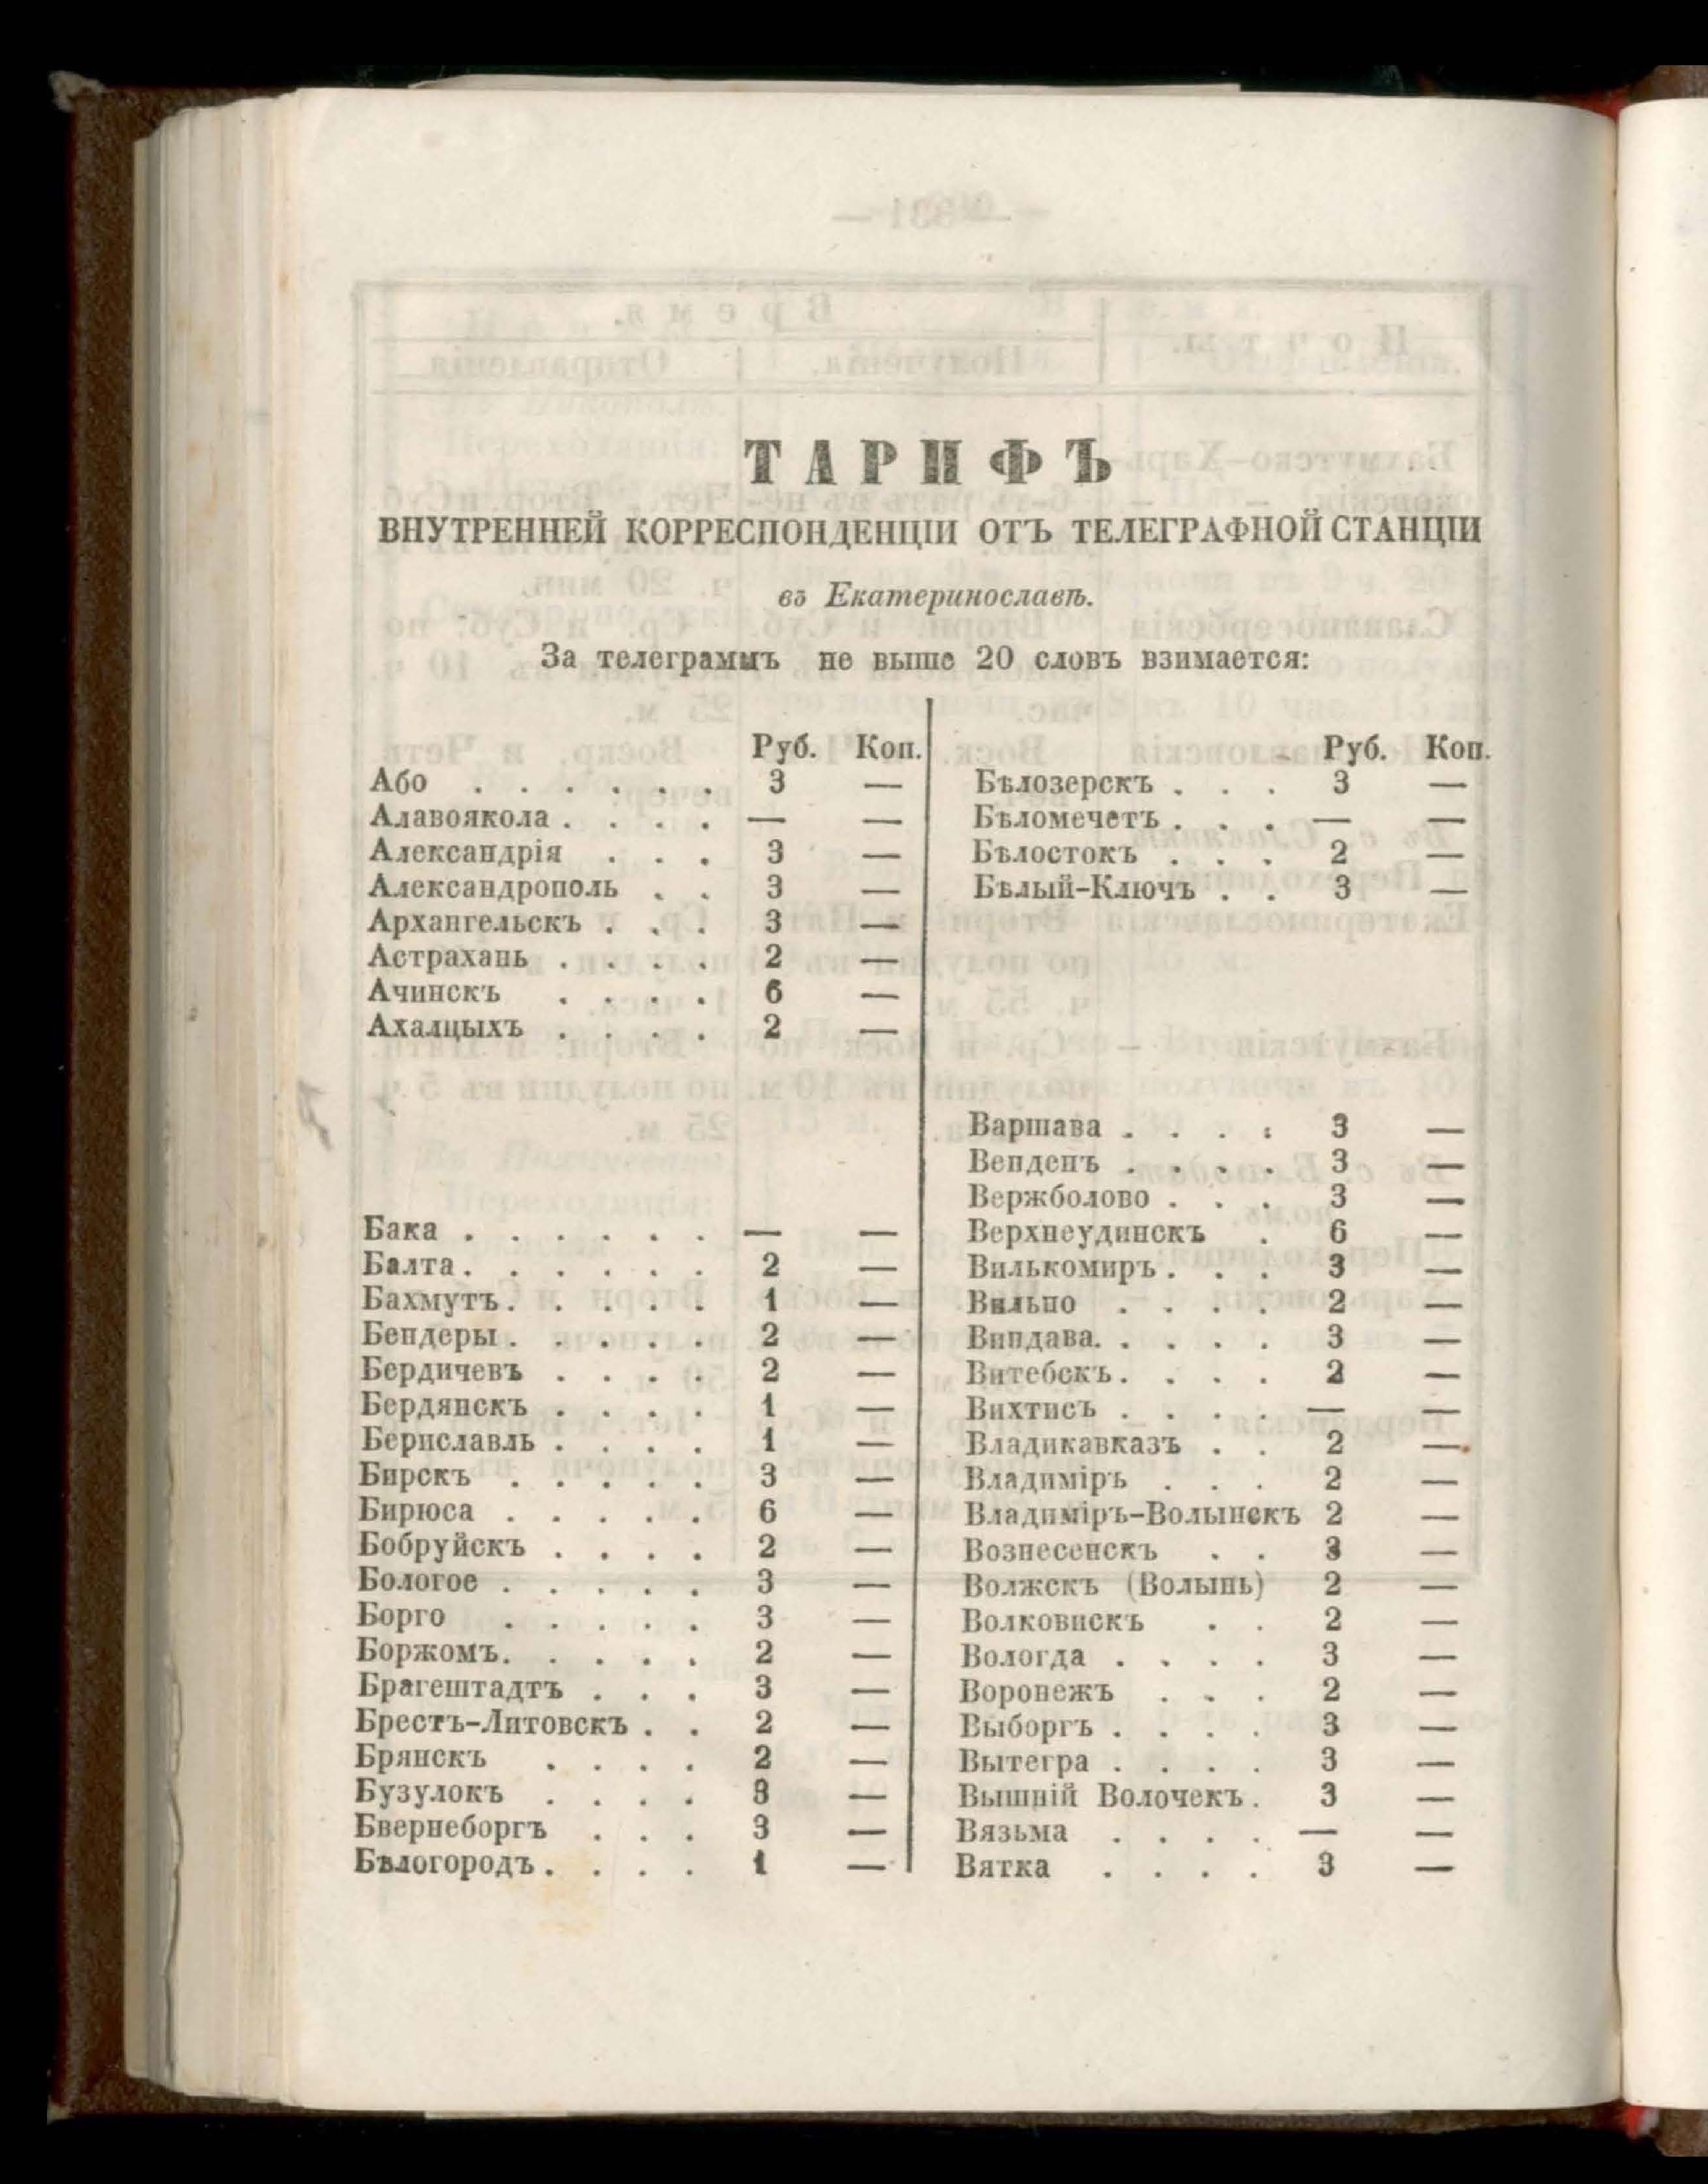 ТАРИФЪ
ВНУТРЕННЕЙ КОРРЕСПОНДЕНЦІИ ОТЪ ТЕЛЕГРАФНОЙ СТАНЦІИ
въ Екатеринославѣ.
За телеграммъ не выше 20 словъ взимается:
Руб. Коп.
Або . . . . . . 3 —
Алавоякола . . . . — —
Александрія . . . 3 —
Александрополь . . 3 —
Архангельскъ . . . 3 —
Астрахань . . . . 2 —
Ачинскъ . . . . 6 —
Ахалцыхъ . . . . 2 —
Бака . . . . . . — —
Балта . . . . . . 2 —
Бахмутъ . . . . . 1 —
Бендеры . . . . . 2 —
Бердичевъ . . . . 2 —
Бердянскъ . . . . 1 —
Бериславль . . . . 1 —
Бирскъ . . . . . 3 —
Бирюса . . . . . 6 —
Бобруйскъ . . . . 2 —
Бологое . . . . . 3 —
Борго . . . . . 3 —
Боржомъ . . . . . 2 —
Брагештадтъ . . . 3 —
Брестъ-Литовскъ . . 2 —
Брянскъ . . . . 2 —
Бузулокъ . . . . 3 —
Бвернеборгъ . . . 3 —
Бѣлогородъ . . . . 1 —
Руб. Коп.
Бѣлозерскъ . . . 3 —
Бѣломечеть . . . — —
Бѣлостокъ . . . 2 —
Бѣлый-Ключъ . . 3 —
Варшава . . . . 3 —
Венденъ . . . . 3 —
Вержболово . . . 3 —
Верхнеудинскъ . 6 —
Вилькомиръ . . . 3 —
Вильно . . . . 2 —
Виндава . . . . 3 —
Витебскъ . . . . 2 —
Вихтисъ . . . . — —
Владикавказъ . . 2 —
Владиміръ . . . 2 —
Владиміръ-Волынскъ 2 —
Вознесенскъ . . 3 —
Волжскъ (Волынь) 2 —
Волковискъ . . 2 —
Вологда . . . . 3 —
Воронежъ . . . 2 —
Выборгъ . . . . 3 —
Вытегра . . . . 3 —
Вышній Волочекъ . 3 —
Вязьма . . . . — —
Вятка . . . . 3 —